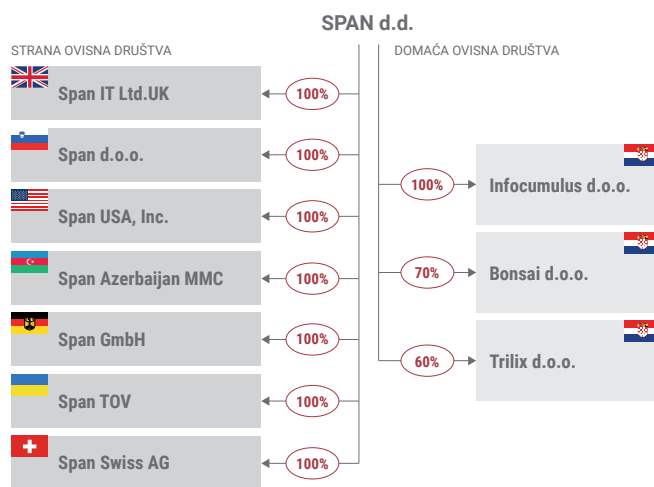 SPAN d.d.
STRANA OVISNA DRUŠTVA
Span IT Ltd.UK
100%
Span d.o.o.
100%
Span USA, Inc.
100%
Span Azerbaijan MMC
100%
Span GmbH
100%
Span TOV
100%
Span Swiss AG
100%
DOMAĆA OVISNA DRUŠTVA
100%
Infocumulus d.o.o.
70%
Bonsai d.o.o.
60%
Trilix d.o.o.